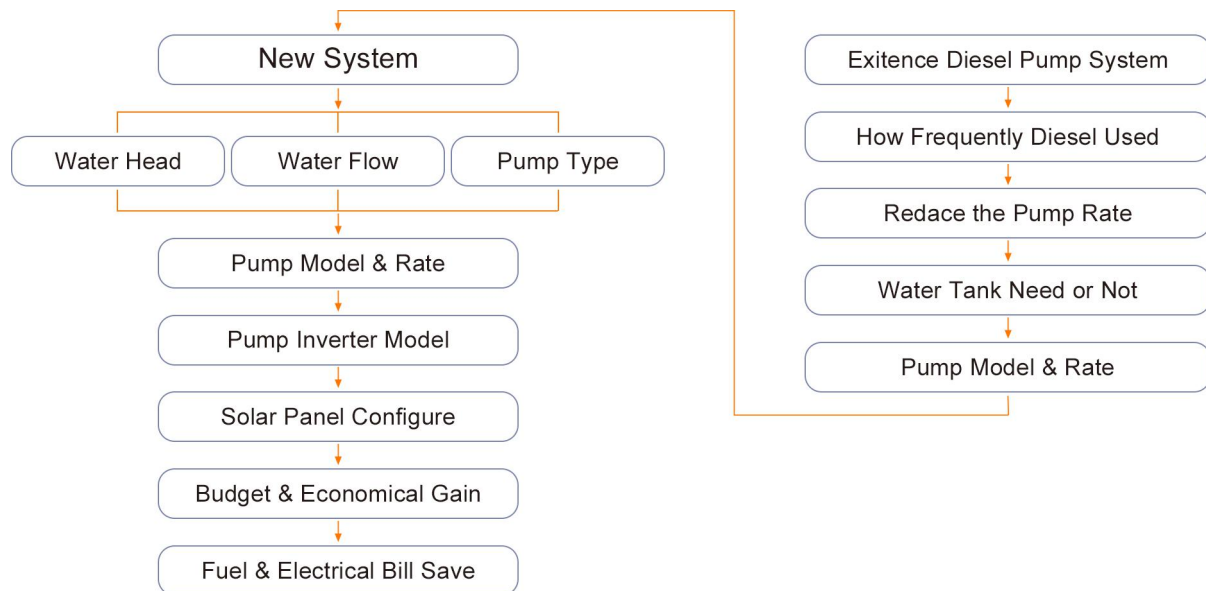 New System
Water Head
Water Flow
Pump Type
Pump Model & Rate
Pump Inverter Model
Solar Panel Configure
Budget & Economical Gain
Fuel & Electrical Bill Save
Exitence Diesel Pump System
How Frequently Diesel Used
Redace the Pump Rate
Water Tank Need or Not
Pump Model & Rate